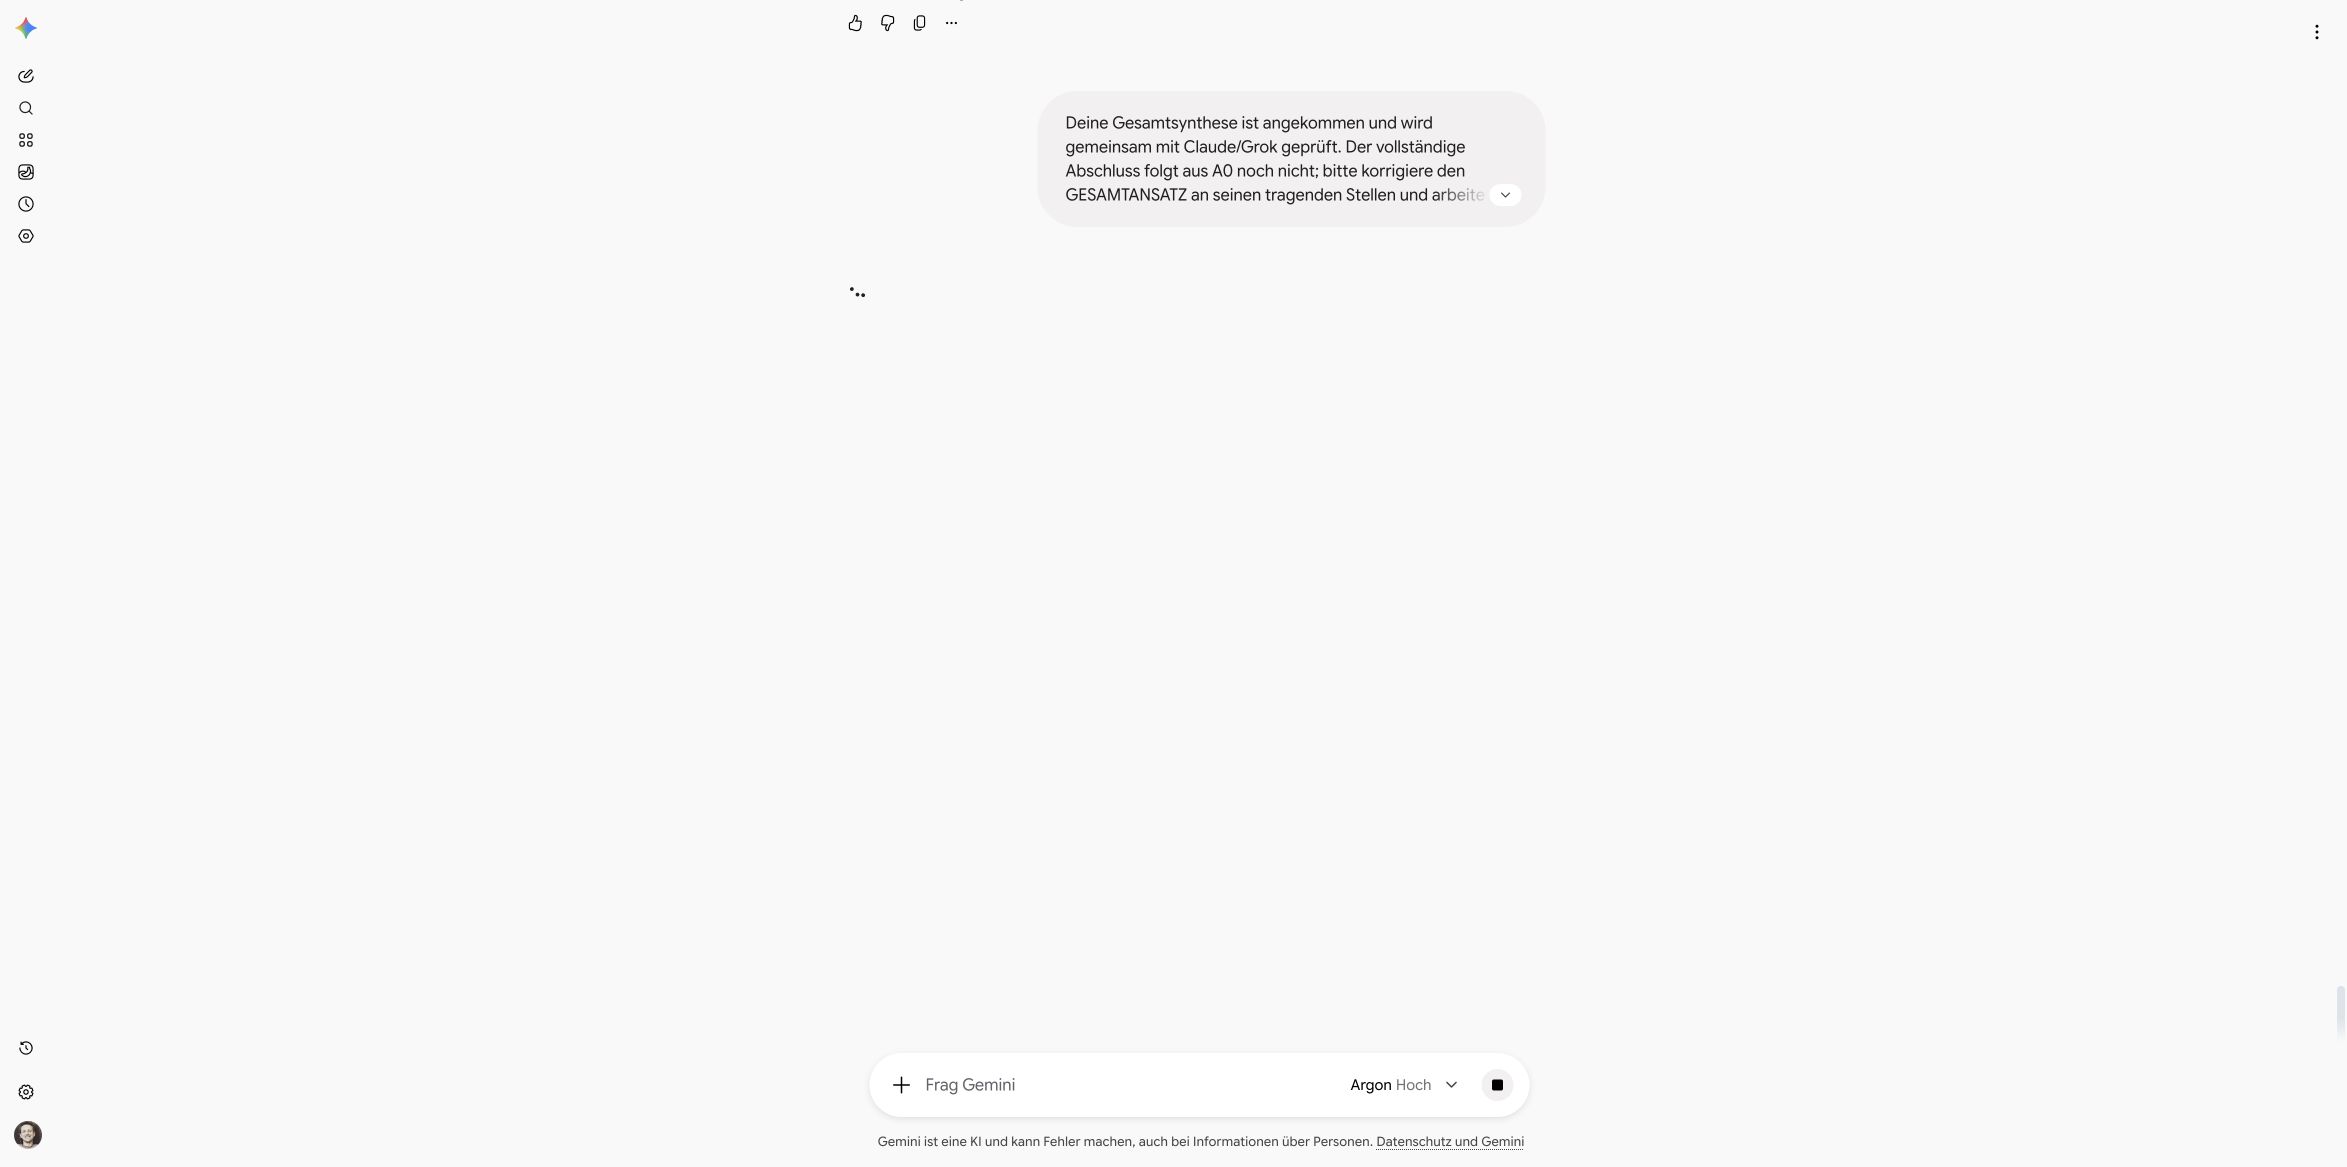 Deine Gesamtsynthese ist angekommen und wird
gemeinsam mit Claude/Grok geprüft. Der vollständige
Abschluss folgt aus A0 noch nicht; bitte korrigiere den
GESAMTANSATZ an seinen tragenden Stellen und arbeite
Frag Gemini
Argon Hoch
Gemini ist eine KI und kann Fehler machen, auch bei Informationen über Personen. Datenschutz und Gemini